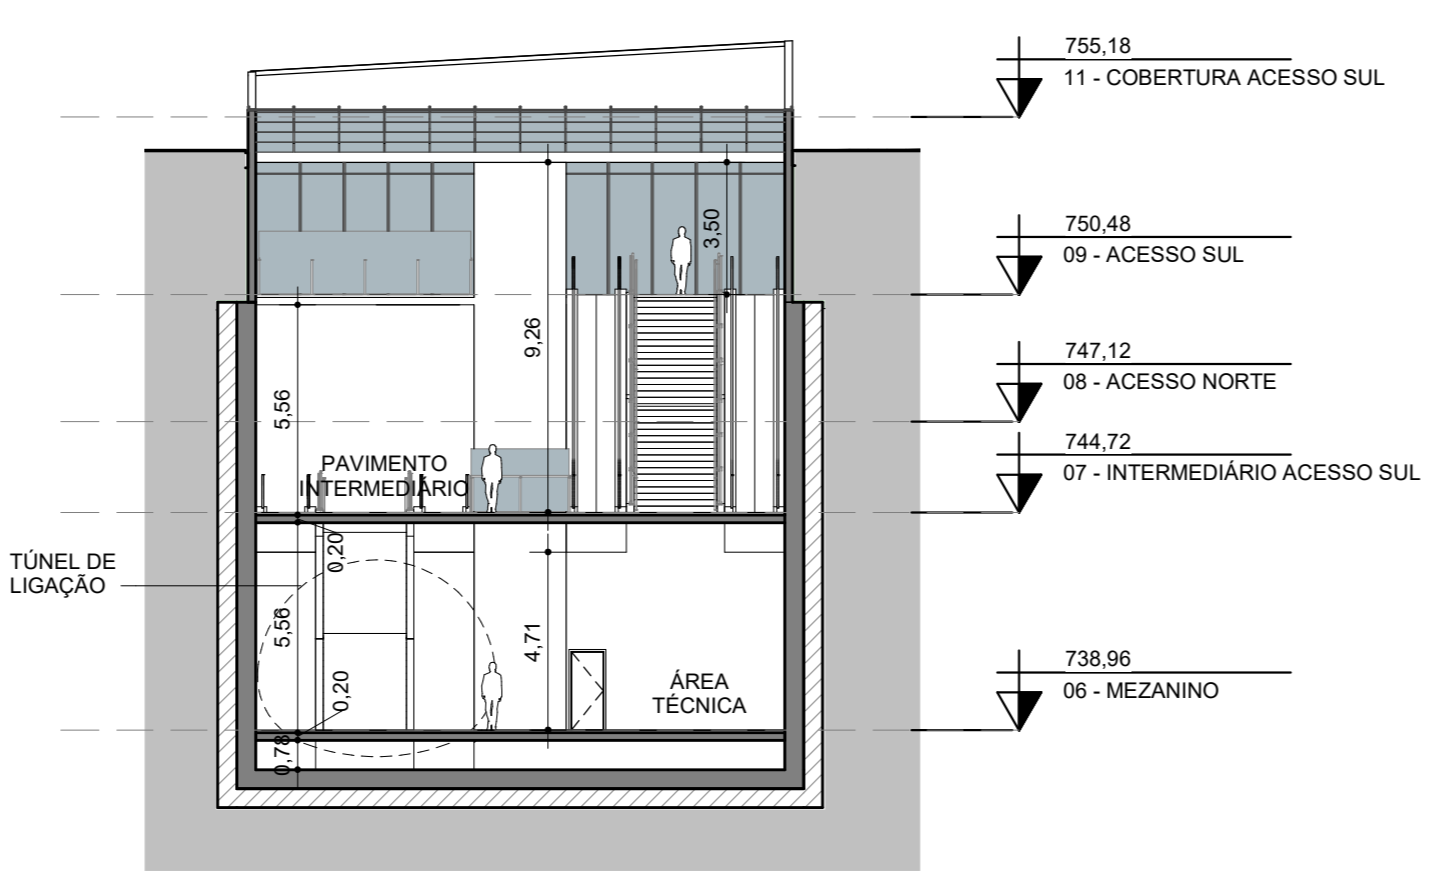 755,18
11 - COBERTURA ACESSO SUL
750,48
09 - ACESSO SUL
3,50
9,26
747,12
08 - ACESSO NORTE
5,56
744,72
07 - INTERMEDIÁRIO ACESSO SUL
PAVIMENTO
INTERMEDIÁRIO
0,20
TÚNEL DE
LIGAÇÃO
5,56
4,71
738,96
06 - MEZANINO
ÁREA
TÉCNICA
0,20
0,78